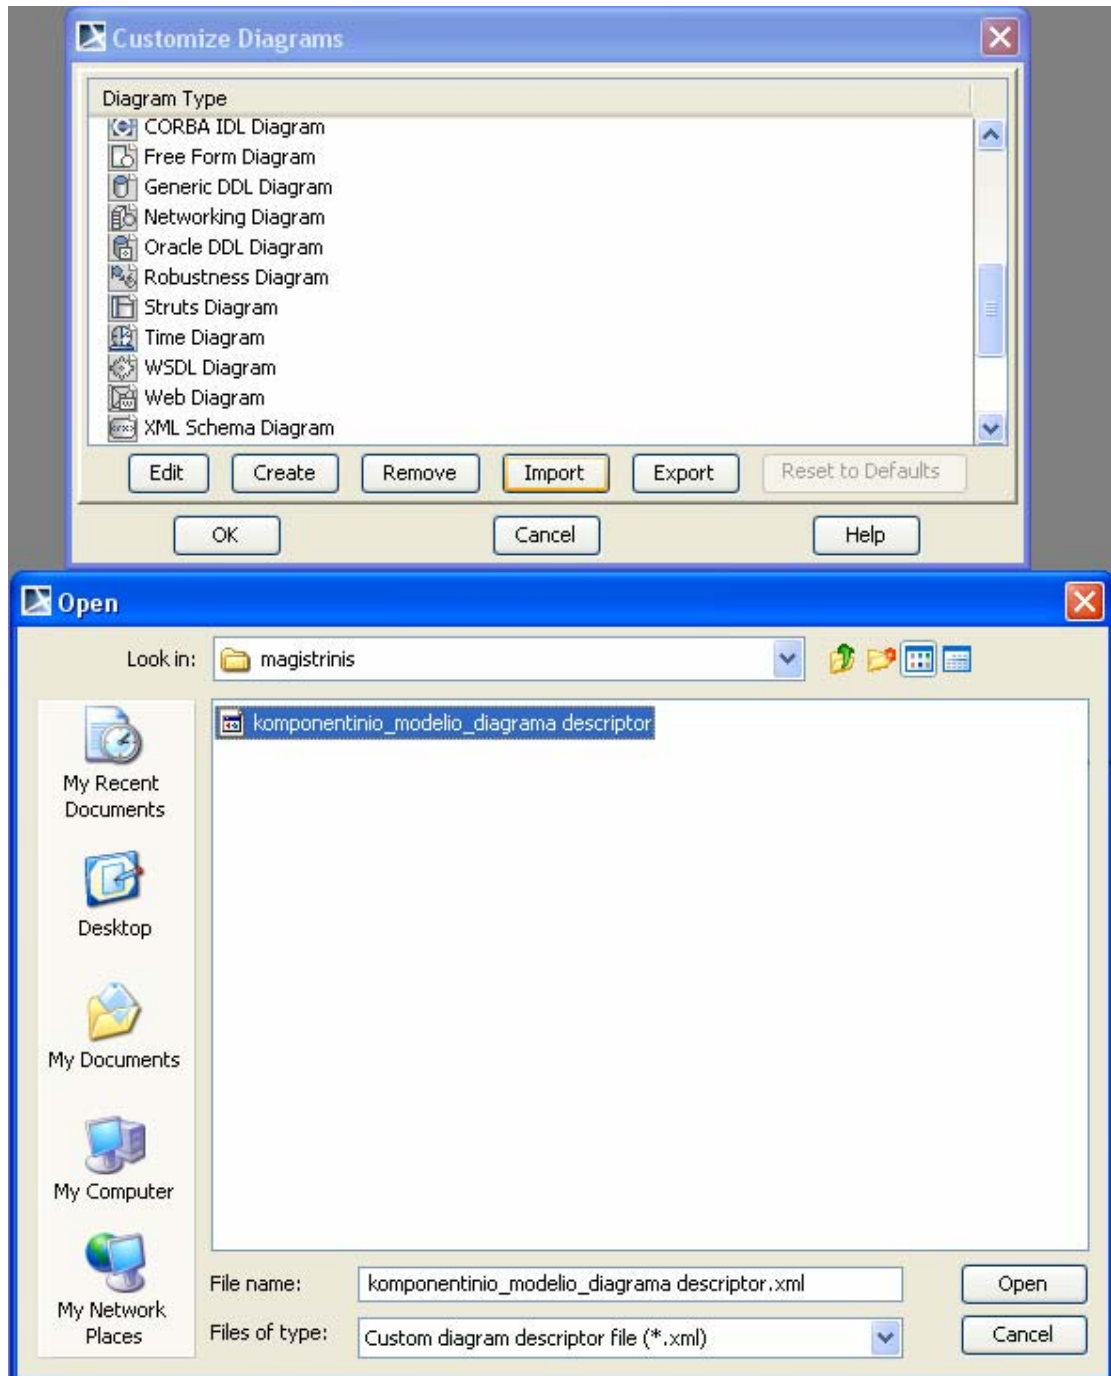 Customize Diagrams
Diagram Type
CORBA IDL Diagram
Free Form Diagram
Generic DDL Diagram
Networking Diagram
Oracle DDL Diagram
Robustness Diagram
Struts Diagram
Time Diagram
WSDL Diagram
Web Diagram
XML Schema Diagram
Edit Create Remove Import Export Reset to Defaults
OK Cancel Help
Open
Look in: magistrinis
komponentinio_modelio_diagrama descriptor
My Recent
Documents
Desktop
My Documents
My Computer
My Network
Places
File name: komponentinio_modelio_diagrama descriptor.xml Open
Files of type: Custom diagram descriptor file (*.xml) Cancel